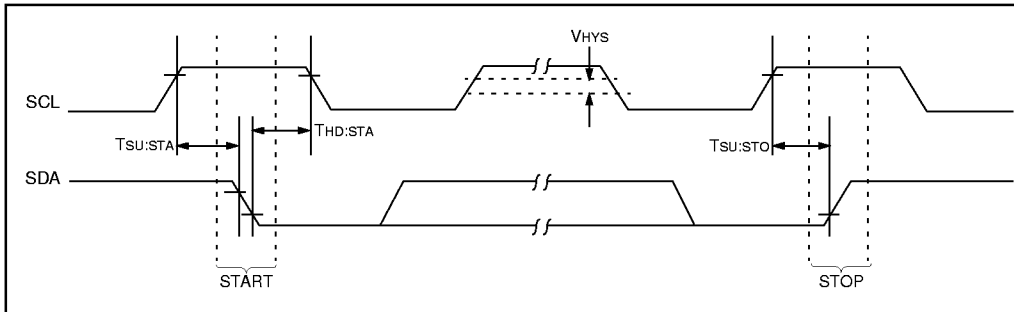 VHYS
SCL
TSU:STA
THD:STA
TSU:STO
SDA
START
STOP